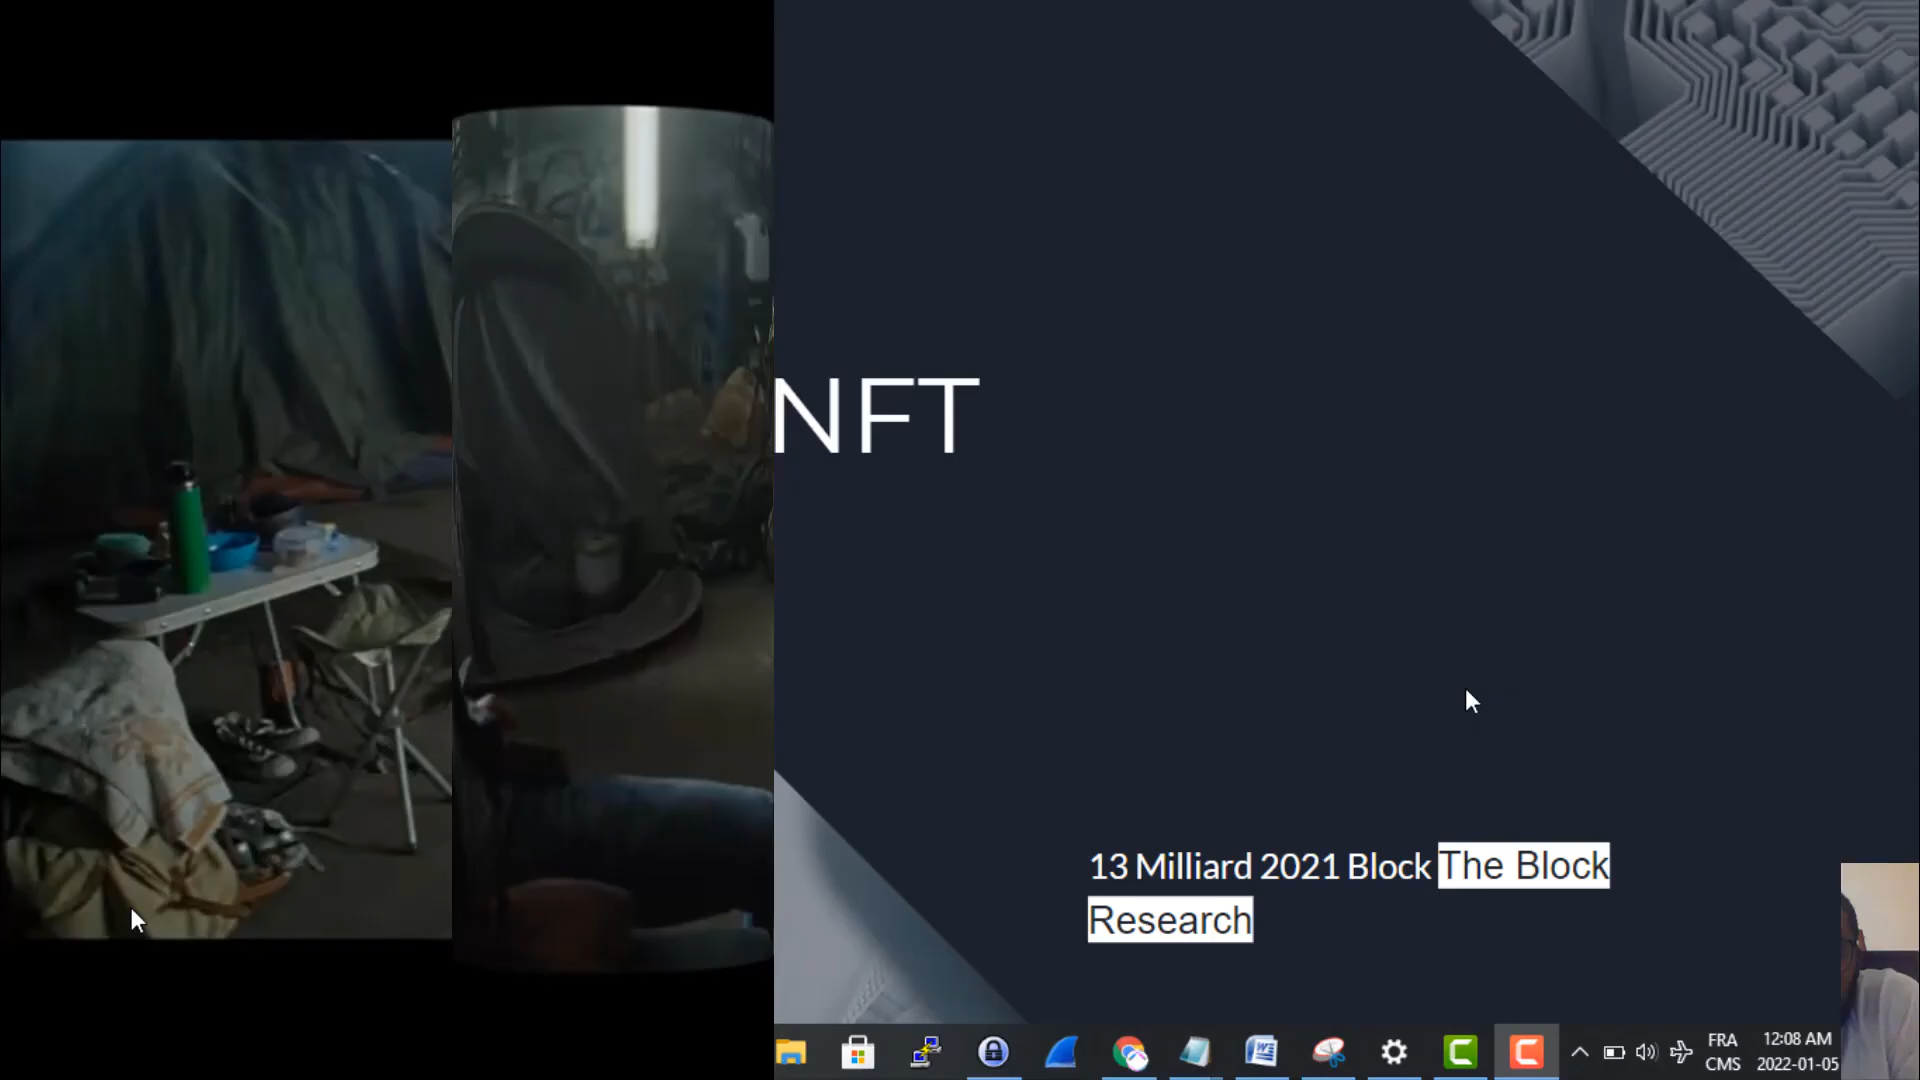 NFT
13 Milliard 2021 Block The Block
Research
FRA
CMS
12:08 AM
2022-01-05